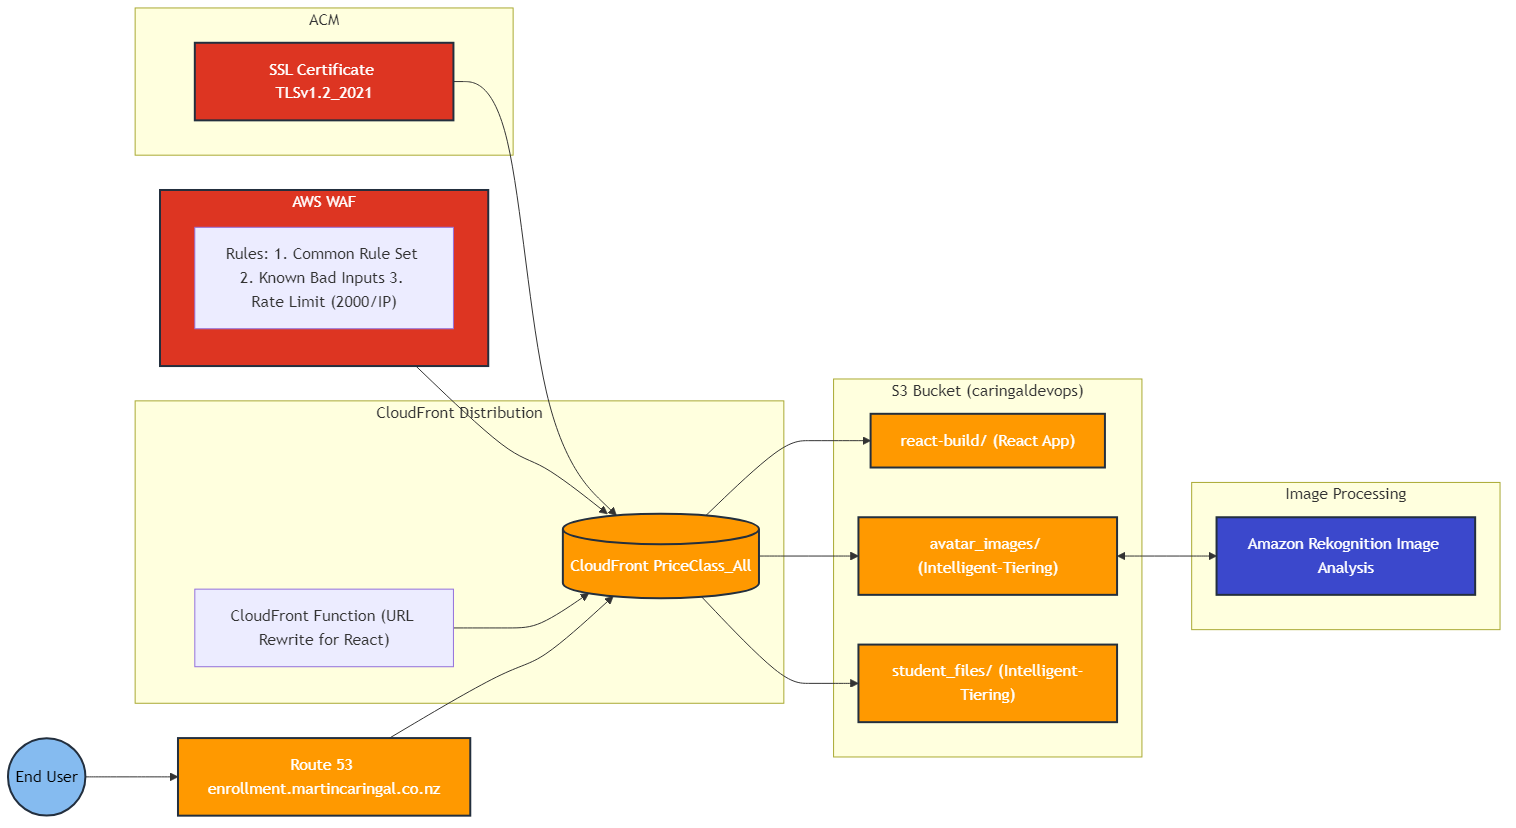 ACM
SSL Certificate
TLSv1.2_2021
AWS WAF
Rules: 1. Common Rule Set
2. Known Bad Inputs 3.
Rate Limit (2000/IP)
CloudFront Distribution
CloudFront PriceClass_All
CloudFront Function (URL
Rewrite for React)
End User
Route 53
enrollment.martincaringal.co.nz
S3 Bucket (caringaldevops)
react-build/ (React App)
avatar_images/
(Intelligent-Tiering)
student_files/ (Intelligent-
Tiering)
Image Processing
Amazon Rekognition Image
Analysis